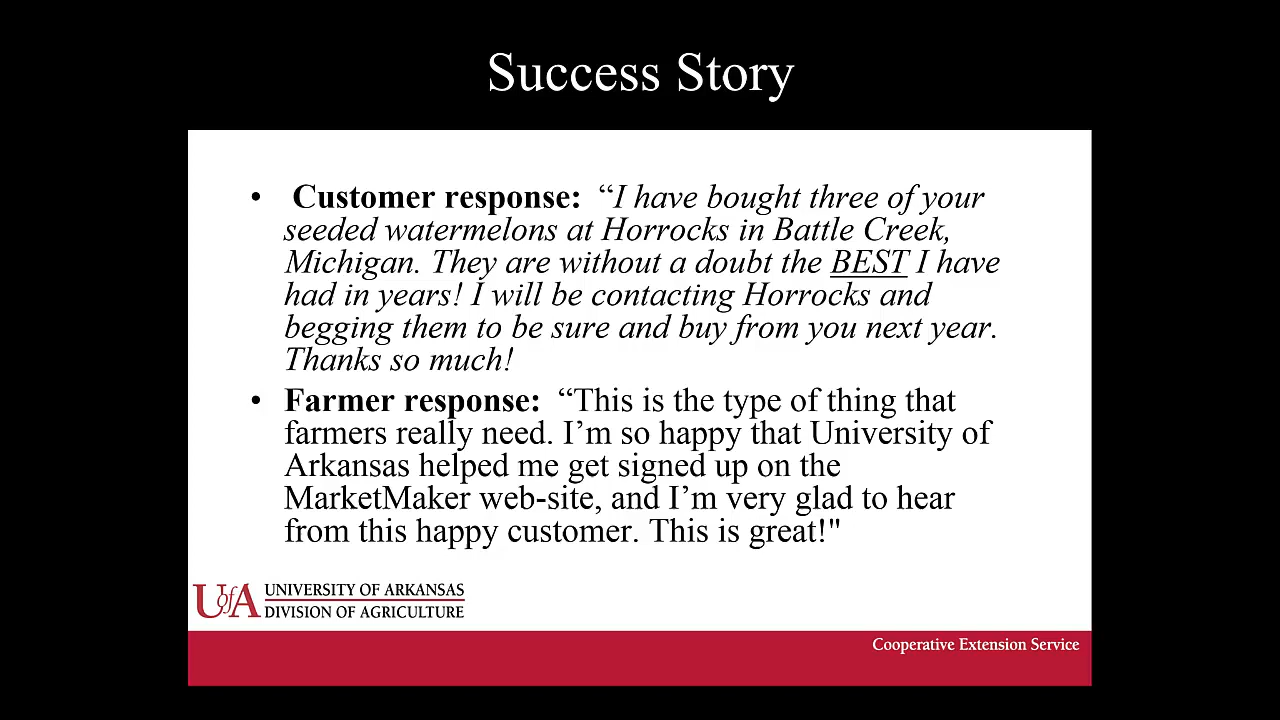 Success Story
• Customer response: “I have bought three of your
seeded watermelons at Horrocks in Battle Creek,
Michigan. They are without a doubt the BEST I have
had in years! I will be contacting Horrocks and
begging them to be sure and buy from you next year.
Thanks so much!
• Farmer response: “This is the type of thing that
farmers really need. I’m so happy that University of
Arkansas helped me get signed up on the
MarketMaker web-site, and I’m very glad to hear
from this happy customer. This is great!"
UofA UNIVERSITY OF ARKANSAS
DIVISION OF AGRICULTURE
Cooperative Extension Service